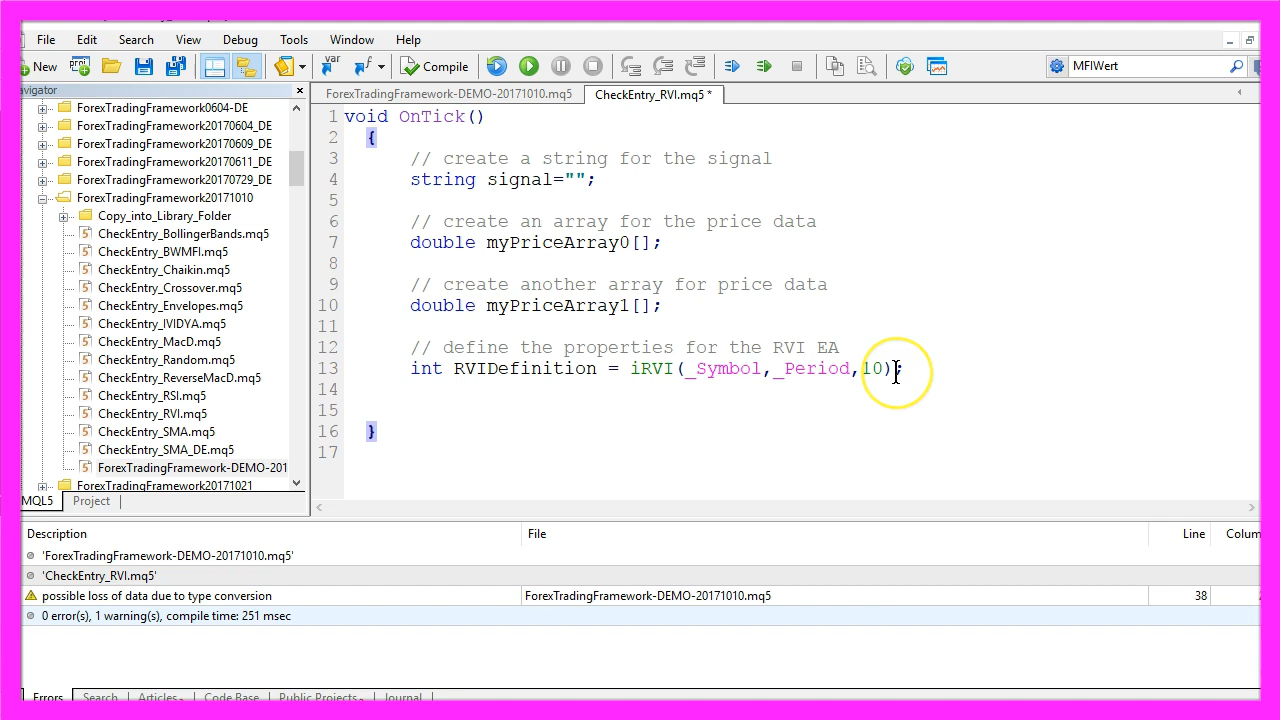 File Edit Search View Debug Tools Window Help
New Compile MFIWert
avigator
ForexTradingFramework-DEMO-20171010.mq5 CheckEntry_RVI.mq5 *
ForexTradingFramework0604-DE
ForexTradingFramework20170604_DE
ForexTradingFramework20170609_DE
ForexTradingFramework20170611_DE
ForexTradingFramework20170729_DE
ForexTradingFramework20171010
Copy_into_Library_Folder
CheckEntry_BollingerBands.mq5
CheckEntry_BWMFI.mq5
CheckEntry_Chaikin.mq5
CheckEntry_Crossover.mq5
CheckEntry_Envelopes.mq5
CheckEntry_IVIDYA.mq5
CheckEntry_MacD.mq5
CheckEntry_Random.mq5
CheckEntry_ReverseMacD.mq5
CheckEntry_RSI.mq5
CheckEntry_RVI.mq5
CheckEntry_SMA.mq5
CheckEntry_SMA_DE.mq5
ForexTradingFramework-DEMO-201
ForexTradingFramework20171021
MQL5 Project
1 void OnTick()
2 {
3 // create a string for the signal
4 string signal="";
5
6 // create an array for the price data
7 double myPriceArray0[];
8
9 // create another array for price data
10 double myPriceArray1[];
11
12 // define the properties for the RVI EA
13 int RVIDefinition = iRVI(_Symbol,_Period,10);
14
15
16 }
17
Description File Line Colum
'ForexTradingFramework-DEMO-20171010.mq5'
'CheckEntry_RVI.mq5'
possible loss of data due to type conversion ForexTradingFramework-DEMO-20171010.mq5 38
0 error(s), 1 warning(s), compile time: 251 msec
Errors Search Articles Code Base Public Projects Journal